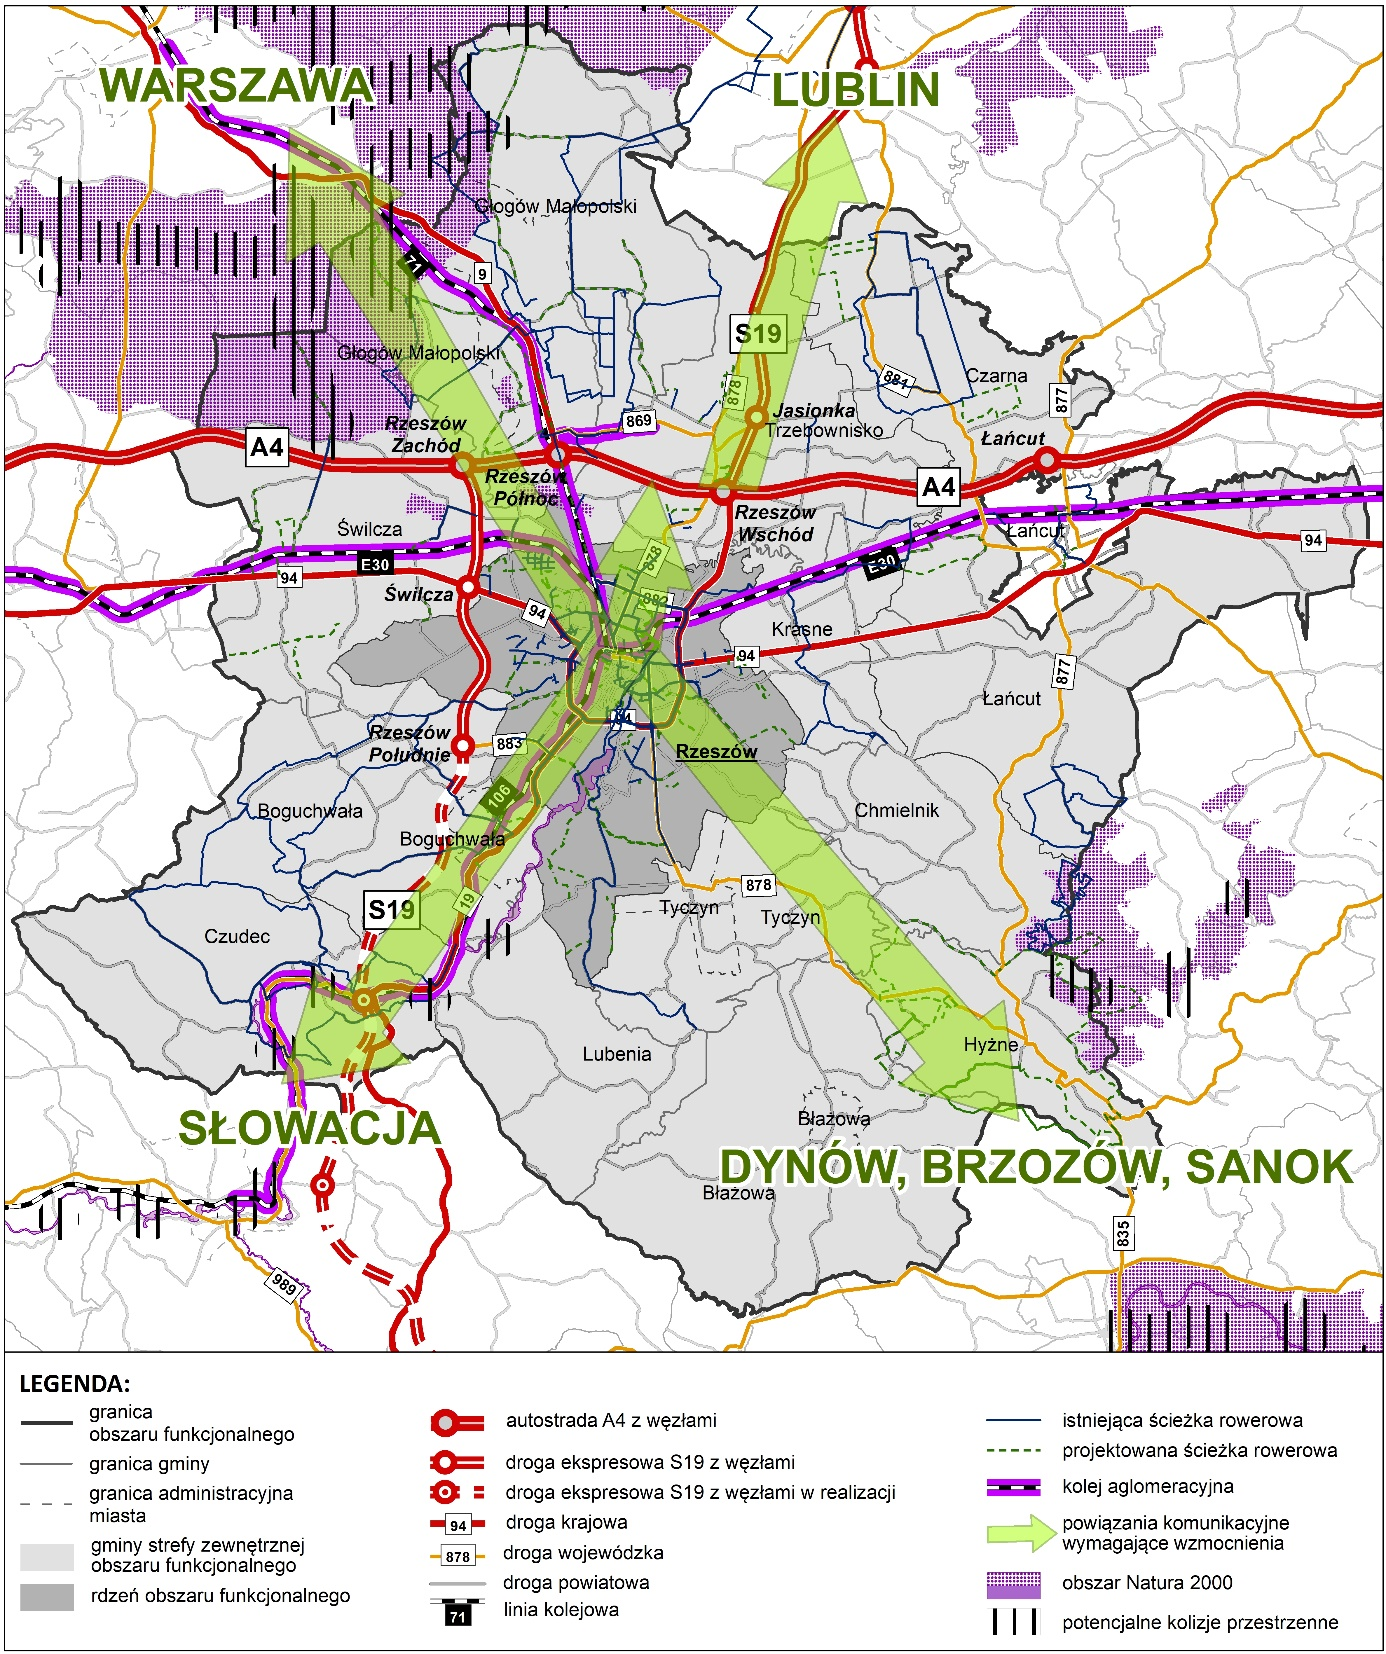 WARSZAWA
LUBLIN
Głogów Małopolski
71
9
S19
Głogów Małopolski
878
881
Czarna
877
Jasionka
Trzebownisko
869
Rzeszów
Zachód
Łańcut
A4
Rzeszów
Północ
A4
Rzeszów
Wschód
Świlcza
Łańcut
94
E30
94
868
E30
Świlcza
94
882
Krasne
94
877
Łańcut
94
Rzeszów
Południe
883
Rzeszów
106
Boguchwała
Chmielnik
Boguchwała
878
19
S19
Tyczyn
Tyczyn
Czudec
Hyżne
Lubenia
Błażowa
SŁOWACJA
DYNÓW, BRZOZÓW, SANOK
Błażowa
835
989
LEGENDA:
granica
obszaru funkcjonalnego
granica gminy
granica administracyjna
miasta
gminy strefy zewnętrznej
obszaru funkcjonalnego
rdzeń obszaru funkcjonalnego
autostrada A4 z węzłami
droga ekspresowa S19 z węzłami
droga ekspresowa S19 z węzłami w realizacji
94 droga krajowa
878 droga wojewódzka
droga powiatowa
71 linia kolejowa
istniejąca ścieżka rowerowa
projektowana ścieżka rowerowa
kolej aglomeracyjna
powiązania komunikacyjne
wymagające wzmocnienia
obszar Natura 2000
potencjalne kolizje przestrzenne